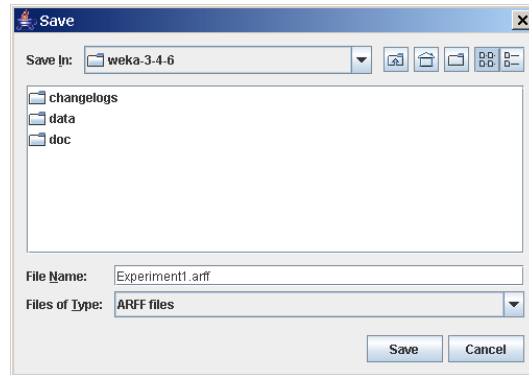 Save
Save In: weka-3-4-6
changelogs
data
doc
File Name: Experiment1.arff
Files of Type: ARFF files
Save Cancel